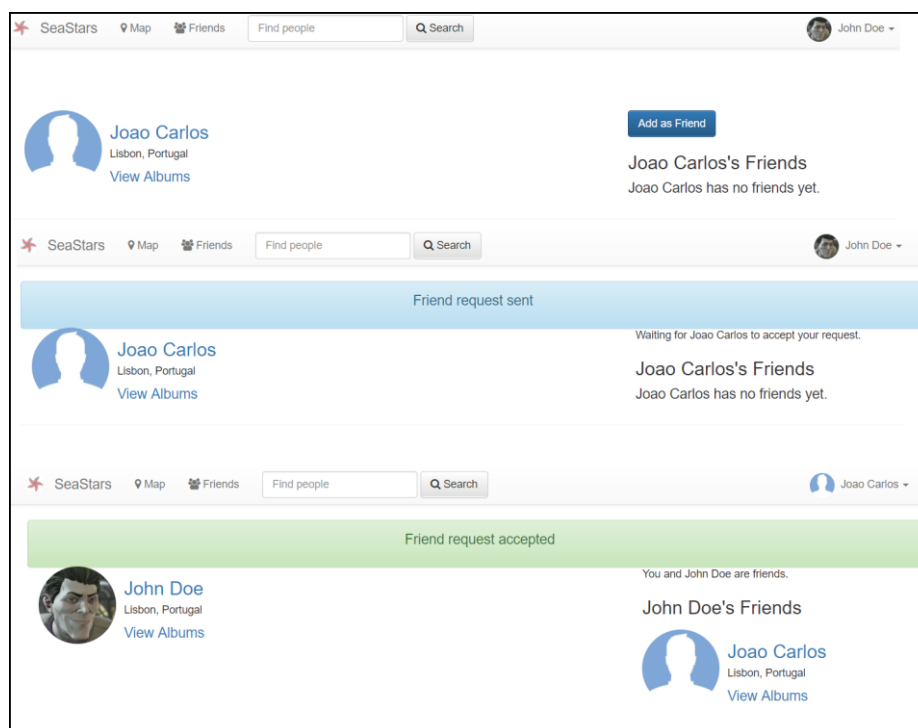 SeaStars Map Friends Find people Search John Doe
Joao Carlos
Lisbon, Portugal
View Albums
Add as Friend
Joao Carlos's Friends
Joao Carlos has no friends yet.
SeaStars Map Friends Find people Search John Doe
Friend request sent
Joao Carlos
Lisbon, Portugal
View Albums
Waiting for Joao Carlos to accept your request.
Joao Carlos's Friends
Joao Carlos has no friends yet.
SeaStars Map Friends Find people Search Joao Carlos
Friend request accepted
John Doe
Lisbon, Portugal
View Albums
You and John Doe are friends.
John Doe's Friends
Joao Carlos
Lisbon, Portugal
View Albums